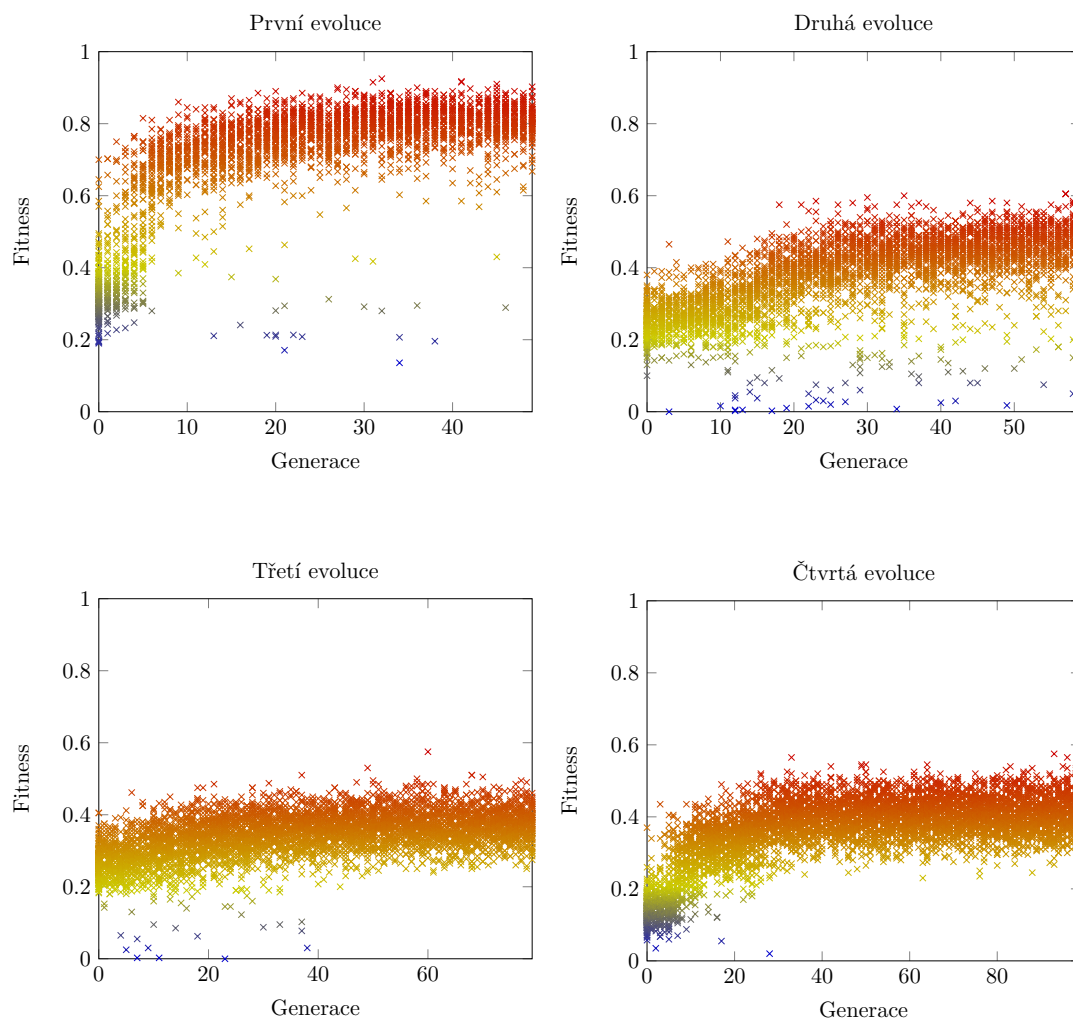 První evoluce
1
0.8
0.6
0.4
0.2
0
0 10 20 30 40
Fitness
Generace
Druhá evoluce
1
0.8
0.6
0.4
0.2
0
0 10 20 30 40 50
Fitness
Generace
Třetí evoluce
1
0.8
0.6
0.4
0.2
0
0 20 40 60
Fitness
Generace
Čtvrtá evoluce
1
0.8
0.6
0.4
0.2
0
0 20 40 60 80
Fitness
Generace